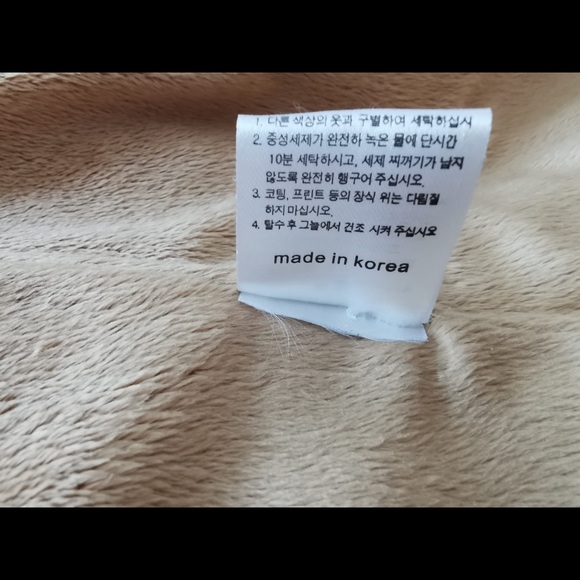 1. 다른 색상의 옷과 구별하여 세탁하십시
2. 중성세제가 완전하 녹은 물에 단시간
10분 세탁하시고, 세제 찌꺼기가 남지
않도록 완전히 헹구어 주십시오.
3. 코팅, 프린트 등의 장식 위는 다림질
하지 마십시오.
4. 탈수 후 그늘에서 건조 시켜 주십시오
made in korea